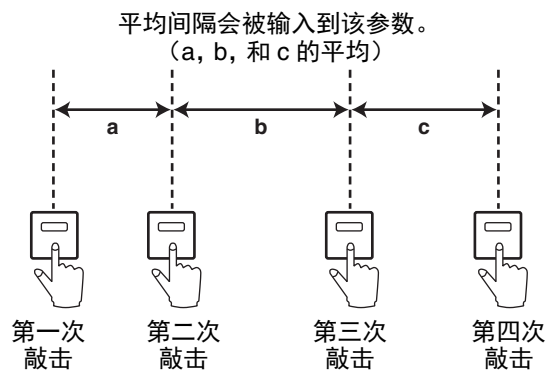 平均间隔会被输入到该参数。
（a, b, 和 c 的平均）
a b c
第一次 第二次 第三次 第四次
敲击 敲击 敲击 敲击